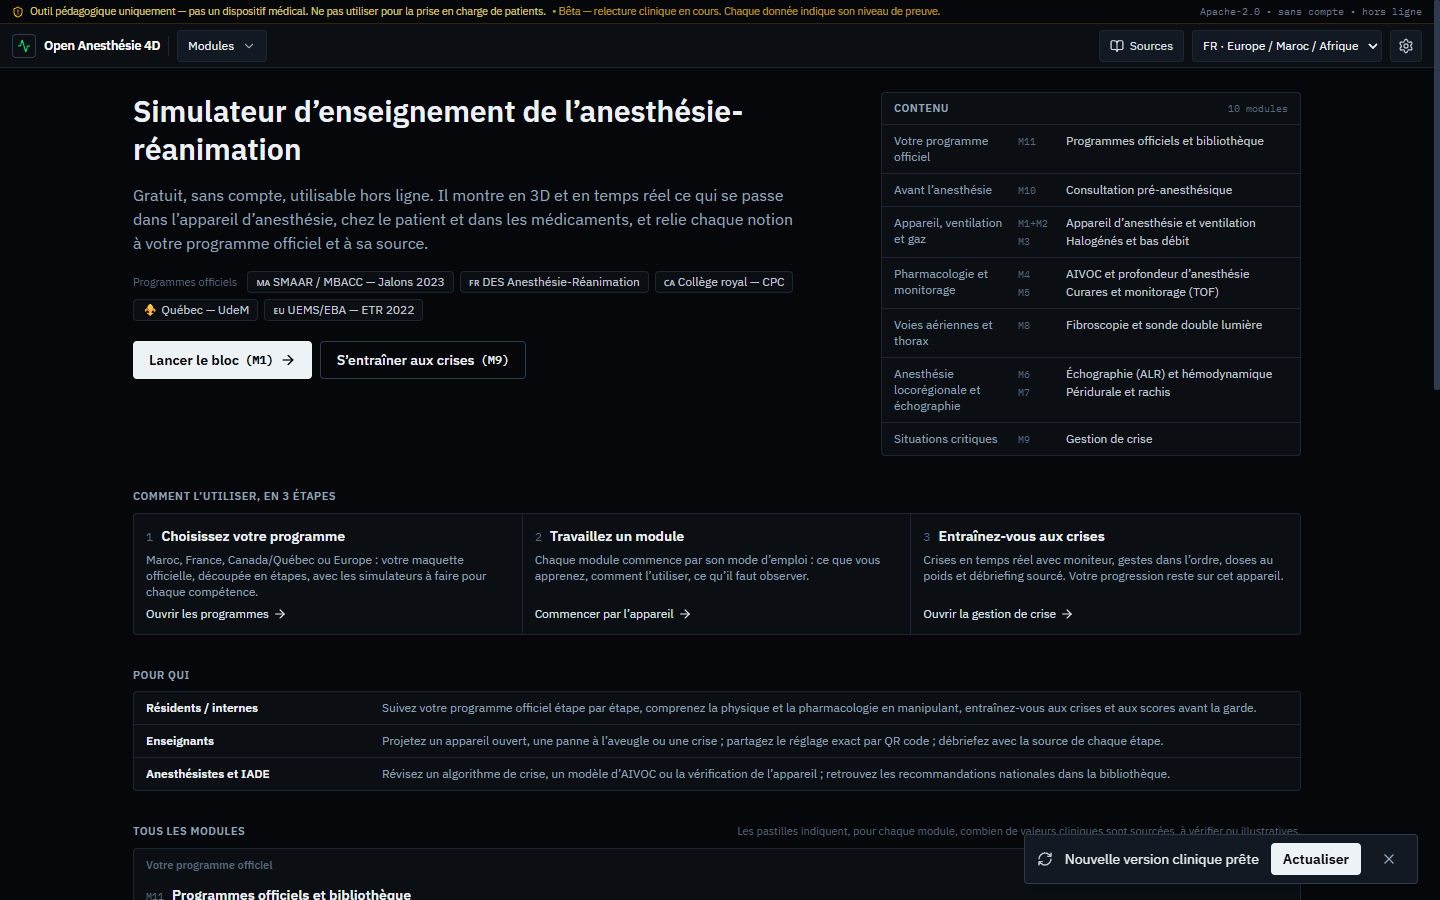 Outil pédagogique uniquement — pas un dispositif médical. Ne pas utiliser pour la prise en charge de patients. • Bêta — relecture clinique en cours. Chaque donnée indique son niveau de preuve.
Apache-2.0 • sans compte • hors ligne
Open Anesthésie 4D
Modules
Sources
FR · Europe / Maroc / Afrique
Simulateur d’enseignement de l’anesthésie-
réanimation
Gratuit, sans compte, utilisable hors ligne. Il montre en 3D et en temps réel ce qui se passe
dans l’appareil d’anesthésie, chez le patient et dans les médicaments, et relie chaque notion
à votre programme officiel et à sa source.
Programmes officiels
MA SMAAR / MBACC — Jalons 2023
FR DES Anesthésie-Réanimation
CA Collège royal — CPC
Québec — UdeM
EU UEMS/EBA — ETR 2022
Lancer le bloc (M1) →
S’entraîner aux crises (M9)
CONTENU
10 modules
Votre programme
officiel
M11 Programmes officiels et bibliothèque
Avant l’anesthésie
M10 Consultation pré-anesthésique
Appareil, ventilation
et gaz
M1+M2 Appareil d’anesthésie et ventilation
M3 Halogénés et bas débit
Pharmacologie et
monitorage
M4 AIVOC et profondeur d’anesthésie
M5 Curares et monitorage (TOF)
Voies aériennes et
thorax
M8 Fibroscopie et sonde double lumière
Anesthésie
locorégionale et
échographie
M6 Échographie (ALR) et hémodynamique
M7 Péridurale et rachis
Situations critiques
M9 Gestion de crise
COMMENT L’UTILISER, EN 3 ÉTAPES
1 Choisissez votre programme
Maroc, France, Canada/Québec ou Europe : votre maquette
officielle, découpée en étapes, avec les simulateurs à faire pour
chaque compétence.
Ouvrir les programmes →
2 Travaillez un module
Chaque module commence par son mode d’emploi : ce que vous
apprenez, comment l’utiliser, ce qu’il faut observer.
Commencer par l’appareil →
3 Entraînez-vous aux crises
Crises en temps réel avec moniteur, gestes dans l’ordre, doses au
poids et débriefing sourcé. Votre progression reste sur cet appareil.
Ouvrir la gestion de crise →
POUR QUI
Résidents / internes
Suivez votre programme officiel étape par étape, comprenez la physique et la pharmacologie en manipulant, entraînez-vous aux crises et aux scores avant la garde.
Enseignants
Projetez un appareil ouvert, une panne à l’aveugle ou une crise ; partagez le réglage exact par QR code ; débriefez avec la source de chaque étape.
Anesthésistes et IADE
Révisez un algorithme de crise, un modèle d’AIVOC ou la vérification de l’appareil ; retrouvez les recommandations nationales dans la bibliothèque.
TOUS LES MODULES
Les pastilles indiquent, pour chaque module, combien de valeurs cliniques sont sourcées, à vérifier ou illustratives.
Votre programme officiel
M11 Programmes officiels et bibliothèque
Nouvelle version clinique prête
Actualiser